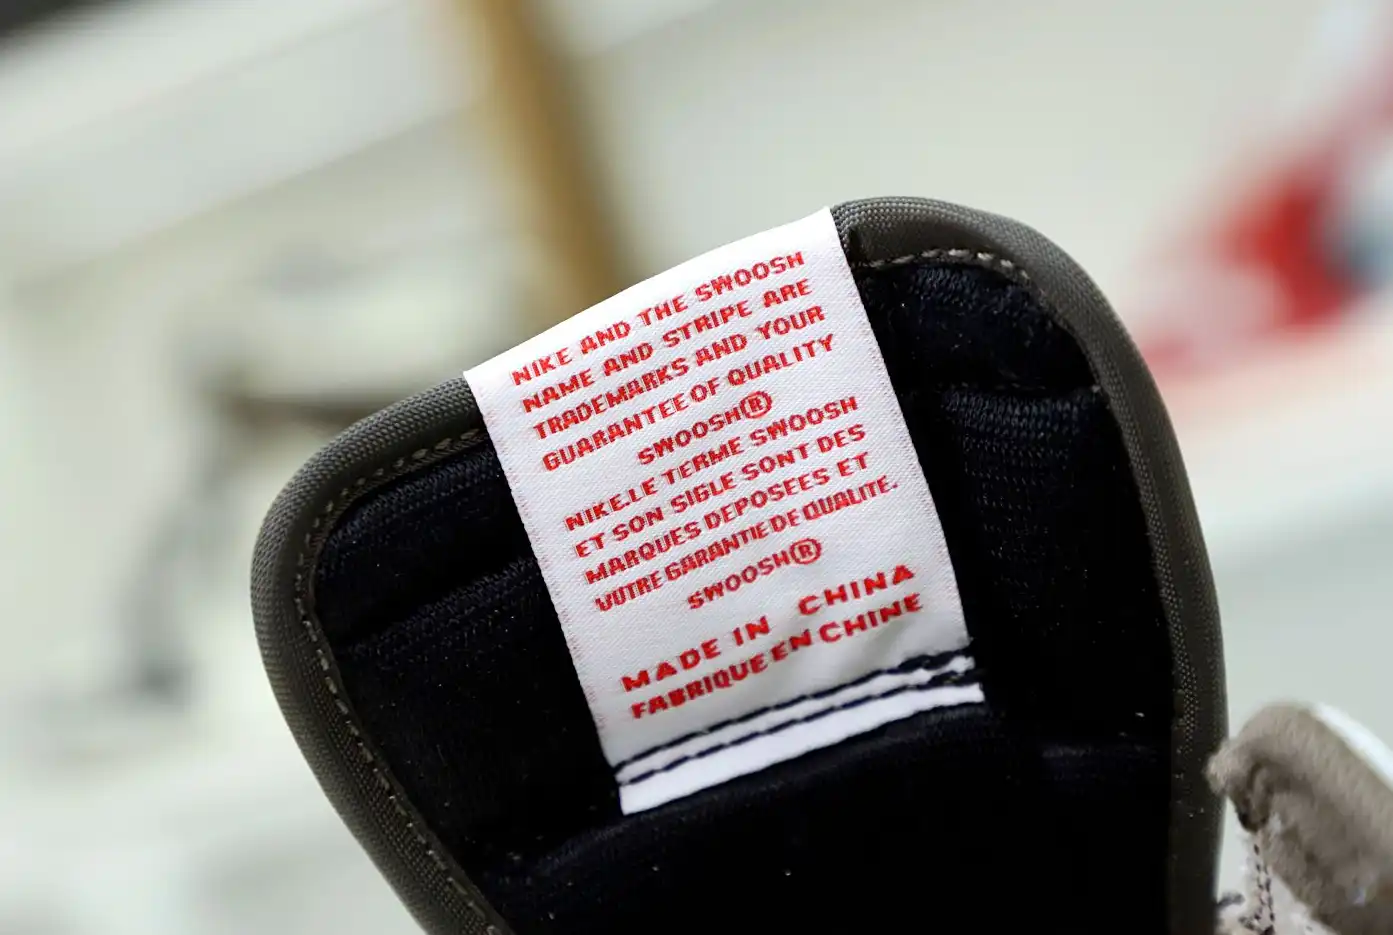 NIKE AND THE SWOOSH
NAME AND STRIPE ARE
TRADEMARKS AND YOUR
GUARANTEE OF QUALITY
SWOOSH®
NIKE.LE TERME SWOOSH
ET SON SIGLE SONT DES
MARQUES DEPOSEES ET
VOTRE GARANTIE DE QUALITE.
SWOOSH®
MADE IN CHINA
FABRIQUE EN CHINE